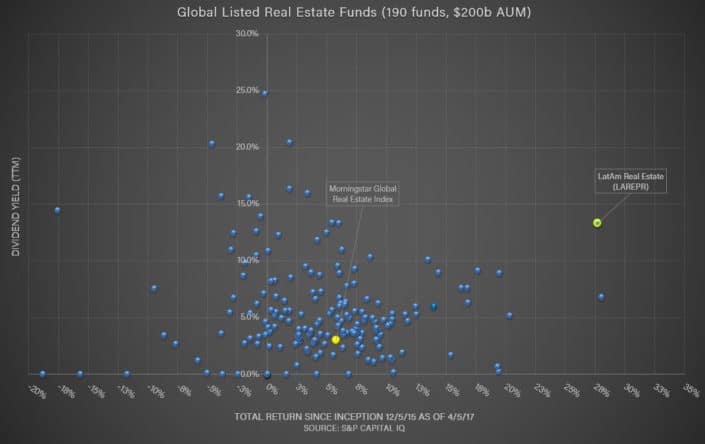 Global Listed Real Estate Funds (190 funds, $200b AUM)
30.0%
25.0%
20.0%
15.0%
10.0%
5.0%
0.0%
DIVIDEND YIELD (TTM)
Morningstar Global
Real Estate Index
LatAm Real Estate
(LAREPR)
-20% -18% -15% -13% -10% -8% -5% -3% 0% 3% 5% 8% 10% 13% 15% 18% 20% 23% 25% 28% 30% 33% 35%
TOTAL RETURN SINCE INCEPTION 12/5/15 AS OF 4/5/17
SOURCE: S&P CAPITAL IQ